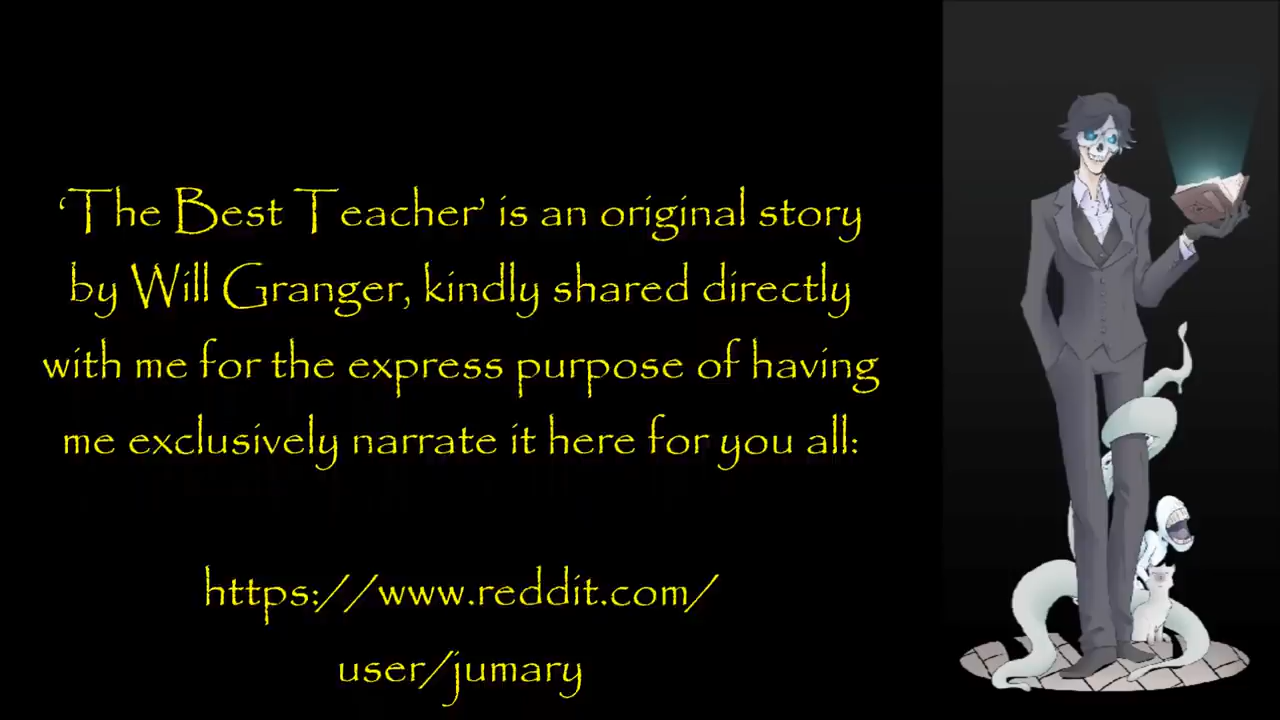 ‘The Best Teacher’ is an original story
by Will Granger, kindly shared directly
with me for the express purpose of having
me exclusively narrate it here for you all:
https://www.reddit.com/
user/jumary